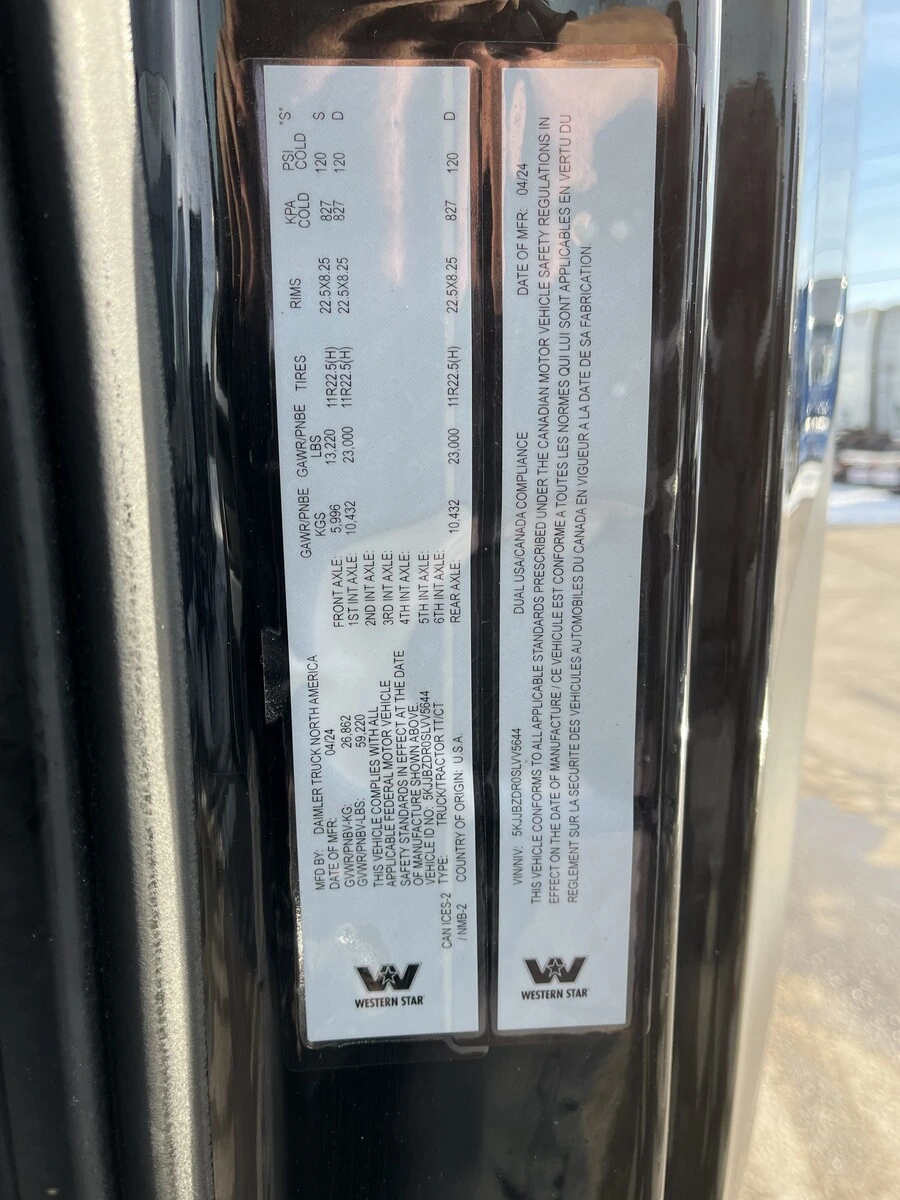 WESTERN STAR
MFD BY: DAIMLER TRUCK NORTH AMERICA
DATE OF MFR: 04/24
GVWR/PNBV-KG: 26,862
GVWR/PNBV-LBS: 59,220
THIS VEHICLE COMPLIES WITH ALL
APPLICABLE FEDERAL MOTOR VEHICLE
SAFETY STANDARDS IN EFFECT AT THE DATE
OF MANUFACTURE SHOWN ABOVE.
VEHICLE ID NO: 5KJJBZDR0SLVV5644
TYPE: TRUCK/TRACTOR TT/CT
COUNTRY OF ORIGIN: U.S.A.
CAN ICES-2
/ NMB-2
GAWR/PNBE GAWR/PNBE TIRES RIMS KPA PSI "S"
KGS LBS COLD COLD
FRONT AXLE: 5,996 13,220 11R22.5(H) 22.5X8.25 827 120 S
1ST INT AXLE: 10,432 23,000 11R22.5(H) 22.5X8.25 827 120 D
2ND INT AXLE:
3RD INT AXLE:
4TH INT AXLE:
5TH INT AXLE:
6TH INT AXLE:
REAR AXLE: 10,432 23,000 11R22.5(H) 22.5X8.25 827 120 D
WESTERN STAR
VIN/NIV: 5KJJBZDR0SLVV5644 DUAL USA/CANADA COMPLIANCE DATE OF MFR: 04/24
THIS VEHICLE CONFORMS TO ALL APPLICABLE STANDARDS PRESCRIBED UNDER THE CANADIAN MOTOR VEHICLE SAFETY REGULATIONS IN
EFFECT ON THE DATE OF MANUFACTURE / CE VEHICULE EST CONFORME A TOUTES LES NORMES QUI LUI SONT APPLICABLES EN VERTU DU
REGLEMENT SUR LA SECURITE DES VEHICULES AUTOMOBILES DU CANADA EN VIGUEUR A LA DATE DE SA FABRICATION.